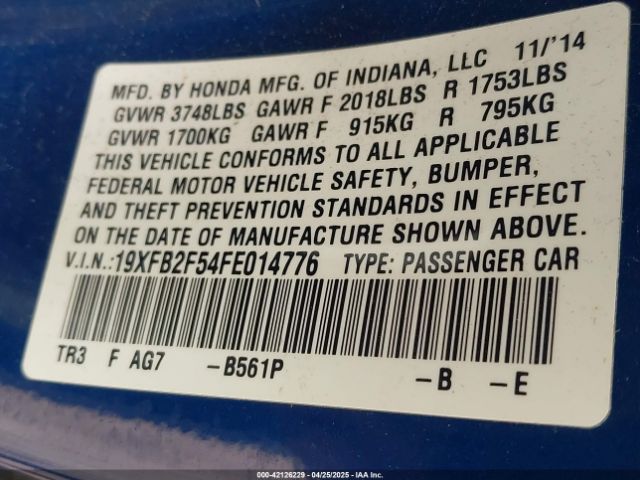 MFD. BY HONDA MFG. OF INDIANA, LLC 11/'14
GVWR 3748LBS GAWR F 2018LBS R 1753LBS
GVWR 1700KG GAWR F 915KG R 795KG
THIS VEHICLE CONFORMS TO ALL APPLICABLE
FEDERAL MOTOR VEHICLE SAFETY, BUMPER,
AND THEFT PREVENTION STANDARDS IN EFFECT
ON THE DATE OF MANUFACTURE SHOWN ABOVE.
V.I.N.:19XFB2F54FE014776 TYPE: PASSENGER CAR
TR3 F AG7 -B561P -B -E
000-42126229 - 04/25/2025 - IAA Inc.